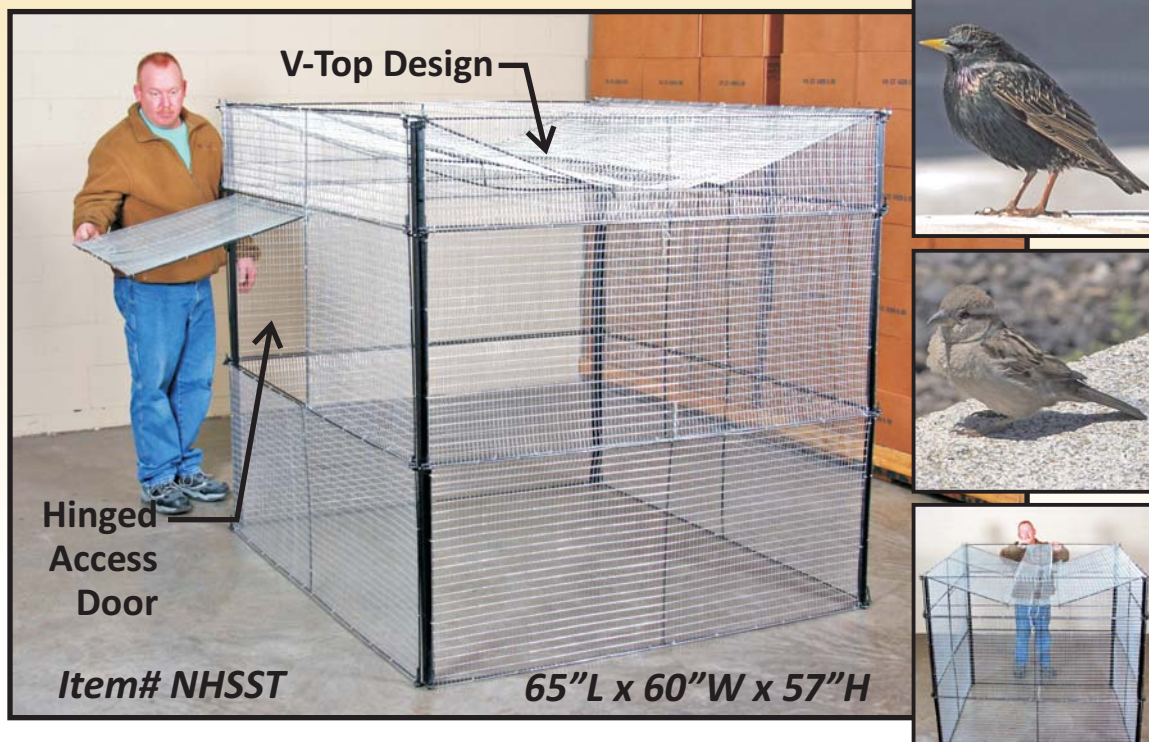 V-Top Design
Hinged
Access
Door
Item# NHSST
65”L x 60”W x 57”H